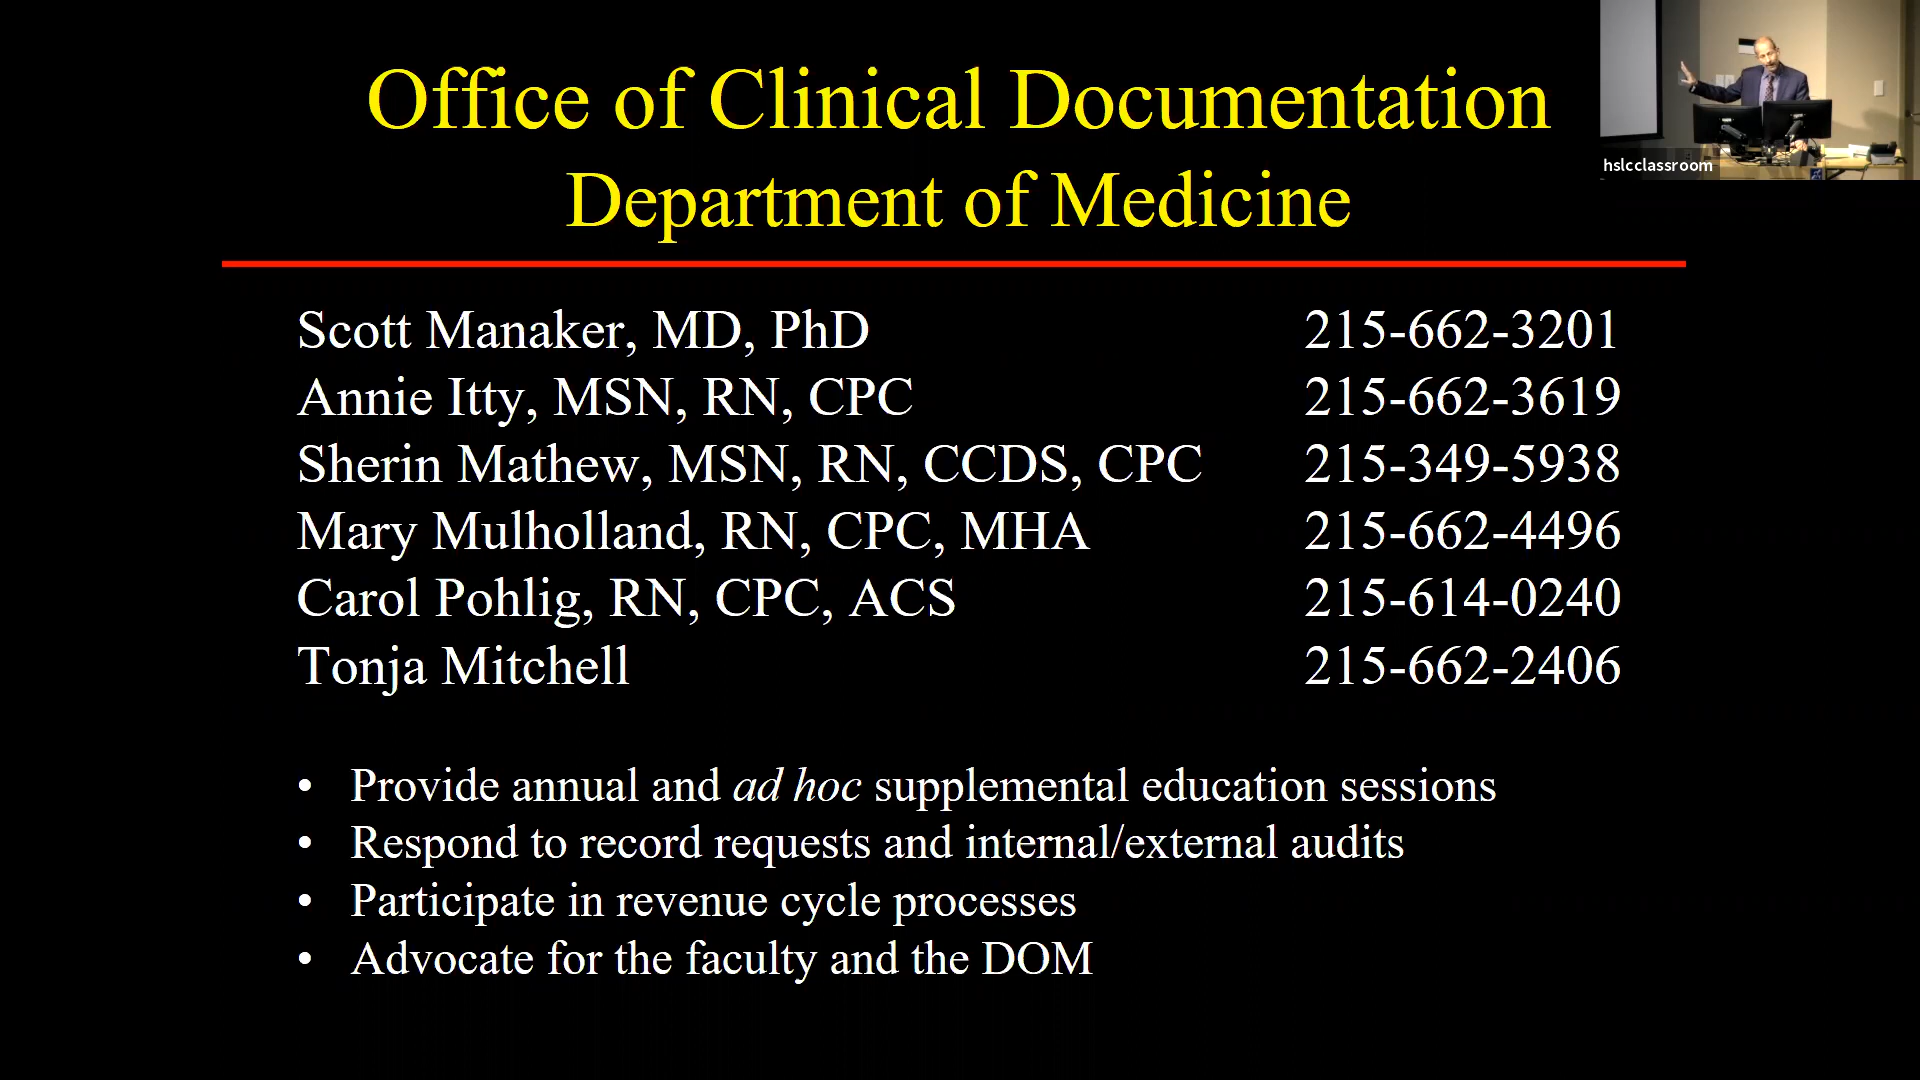 Office of Clinical Documentation
Department of Medicine
hslcclassroom
Scott Manaker, MD, PhD 215-662-3201
Annie Itty, MSN, RN, CPC 215-662-3619
Sherin Mathew, MSN, RN, CCDS, CPC 215-349-5938
Mary Mulholland, RN, CPC, MHA 215-662-4496
Carol Pohlig, RN, CPC, ACS 215-614-0240
Tonja Mitchell 215-662-2406
• Provide annual and ad hoc supplemental education sessions
• Respond to record requests and internal/external audits
• Participate in revenue cycle processes
• Advocate for the faculty and the DOM